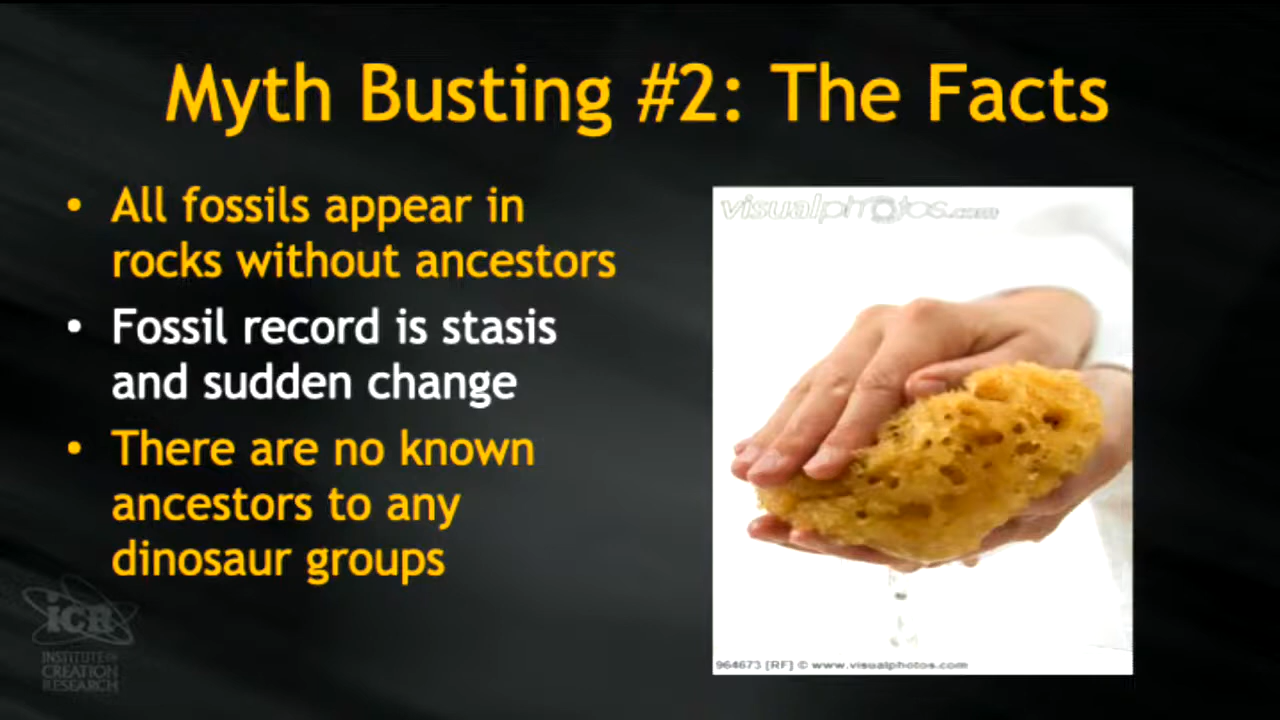 Myth Busting #2: The Facts
• All fossils appear in
rocks without ancestors
• Fossil record is stasis
and sudden change
• There are no known
ancestors to any
dinosaur groups
visualphotos.com
964673 [RF] © www.visualphotos.com
iCR
INSTITUTE OF
CREATION
RESEARCH